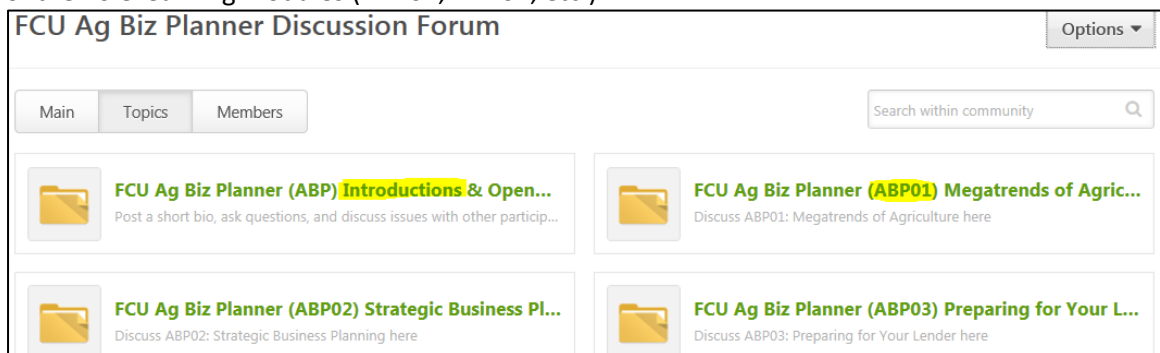 FCU Ag Biz Planner Discussion Forum
Options
Main Topics Members
Search within community
FCU Ag Biz Planner (ABP) Introductions & Open...
Post a short bio, ask questions, and discuss issues with other particip...
FCU Ag Biz Planner (ABP01) Megatrends of Agric...
Discuss ABP01: Megatrends of Agriculture here
FCU Ag Biz Planner (ABP02) Strategic Business Pl...
Discuss ABP02: Strategic Business Planning here
FCU Ag Biz Planner (ABP03) Preparing for Your L...
Discuss ABP03: Preparing for Your Lender here